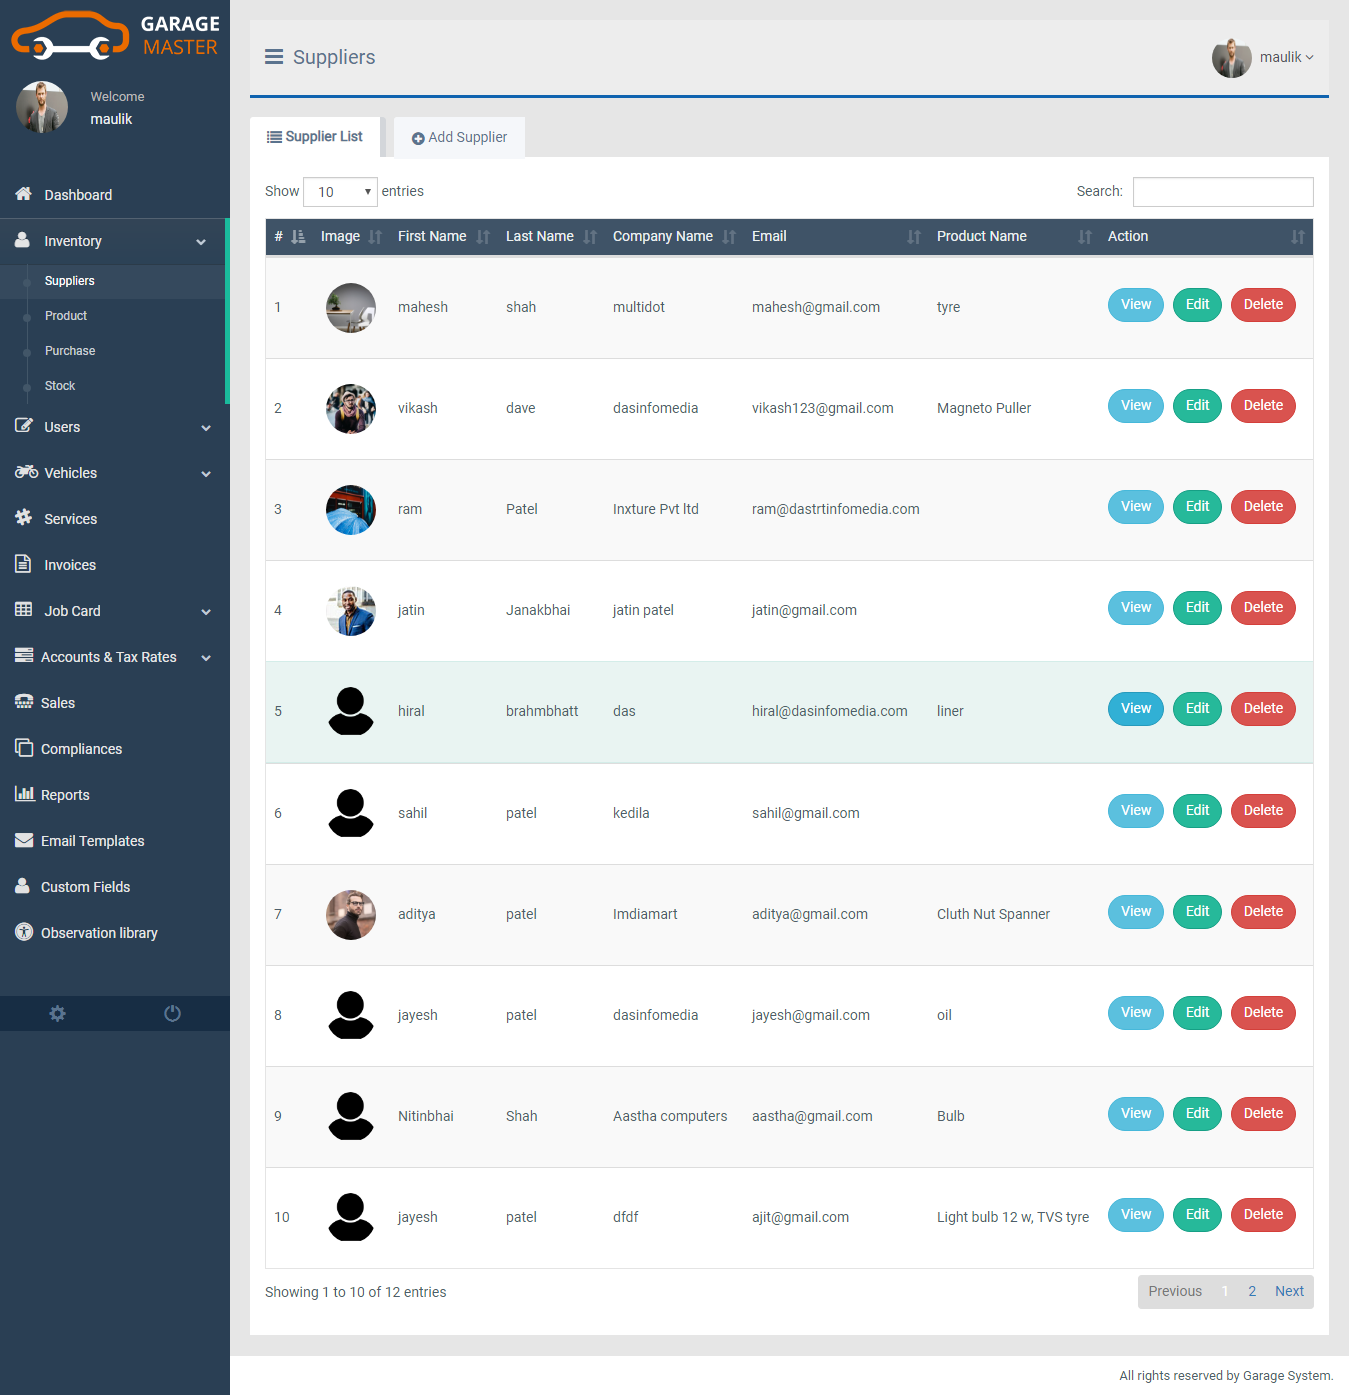 GARAGE
MASTER
Welcome
maulik
Dashboard
Inventory
Suppliers
Product
Purchase
Stock
Users
Vehicles
Services
Invoices
Job Card
Accounts & Tax Rates
Sales
Compliances
Reports
Email Templates
Custom Fields
Observation library
Suppliers
maulik
Supplier List Add Supplier
Show 10 entries Search:
# Image First Name Last Name Company Name Email Product Name Action
1 mahesh shah multidot mahesh@gmail.com tyre View Edit Delete
2 vikash dave dasinfomedia vikash123@gmail.com Magneto Puller View Edit Delete
3 ram Patel Inxture Pvt ltd ram@dastrtinfomedia.com View Edit Delete
4 jatin Janakbhai jatin patel jatin@gmail.com View Edit Delete
5 hiral brahmbhatt das hiral@dasinfomedia.com liner View Edit Delete
6 sahil patel kedila sahil@gmail.com View Edit Delete
7 aditya patel Imdiamart aditya@gmail.com Cluth Nut Spanner View Edit Delete
8 jayesh patel dasinfomedia jayesh@gmail.com oil View Edit Delete
9 Nitinbhai Shah Aastha computers aastha@gmail.com Bulb View Edit Delete
10 jayesh patel dfdf ajit@gmail.com Light bulb 12 w, TVS tyre View Edit Delete
Showing 1 to 10 of 12 entries Previous 1 2 Next
All rights reserved by Garage System.